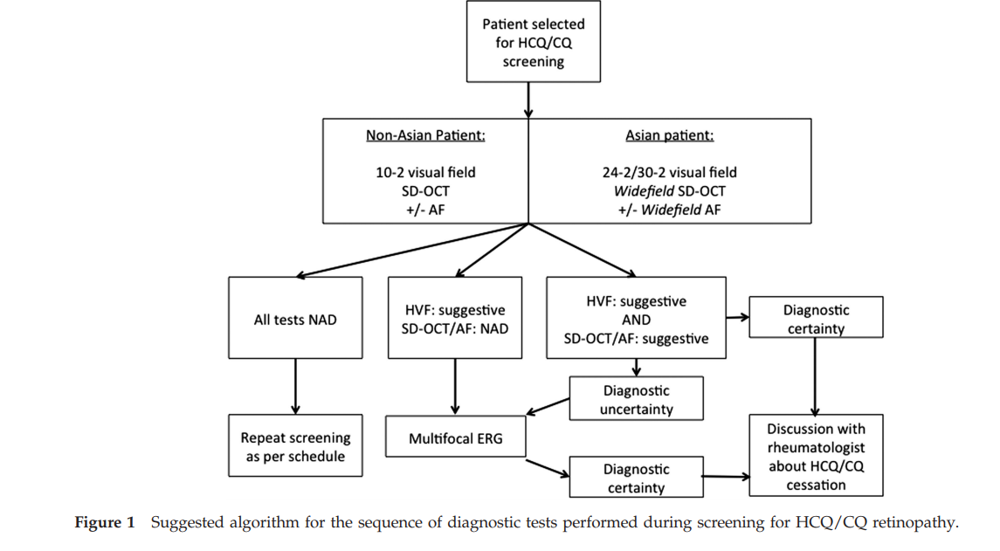 Patient selected
for HCQ/CQ
screening
Non-Asian Patient:
10-2 visual field
SD-OCT
+/- AF
Asian patient:
24-2/30-2 visual field
Widefield SD-OCT
+/- Widefield AF
All tests NAD
HVF: suggestive
SD-OCT/AF: NAD
HVF: suggestive
AND
SD-OCT/AF: suggestive
Diagnostic
certainty
Diagnostic
uncertainty
Repeat screening
as per schedule
Multifocal ERG
Diagnostic
certainty
Discussion with
rheumatologist
about HCQ/CQ
cessation
Figure 1 Suggested algorithm for the sequence of diagnostic tests performed during screening for HCQ/CQ retinopathy.